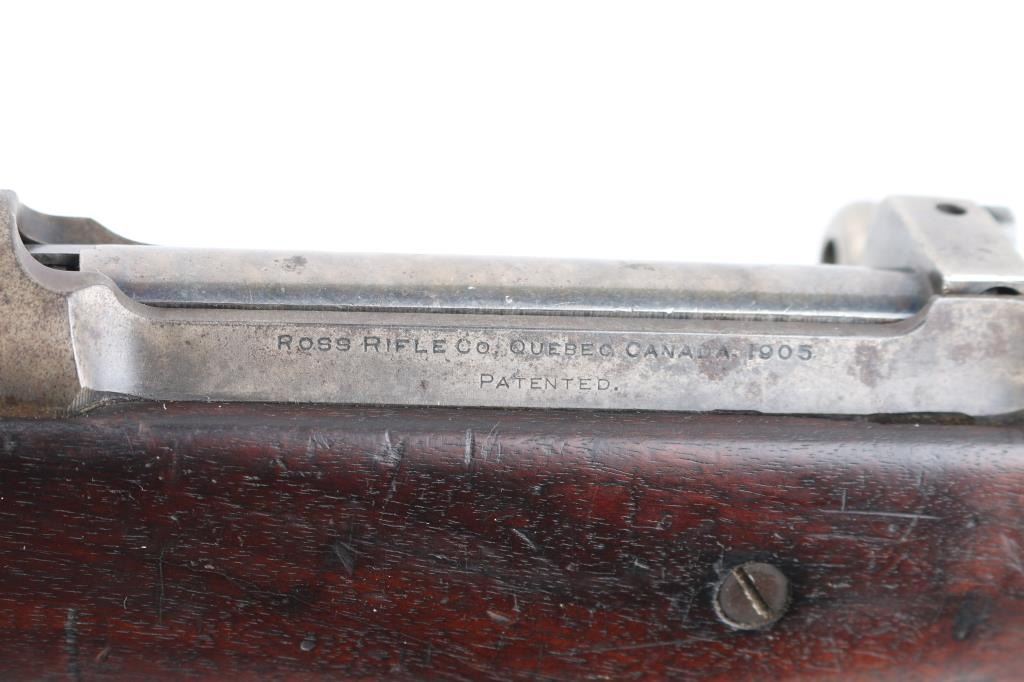 ROSS RIFLE CO. QUEBEC CANADA. 1905
PATENTED.